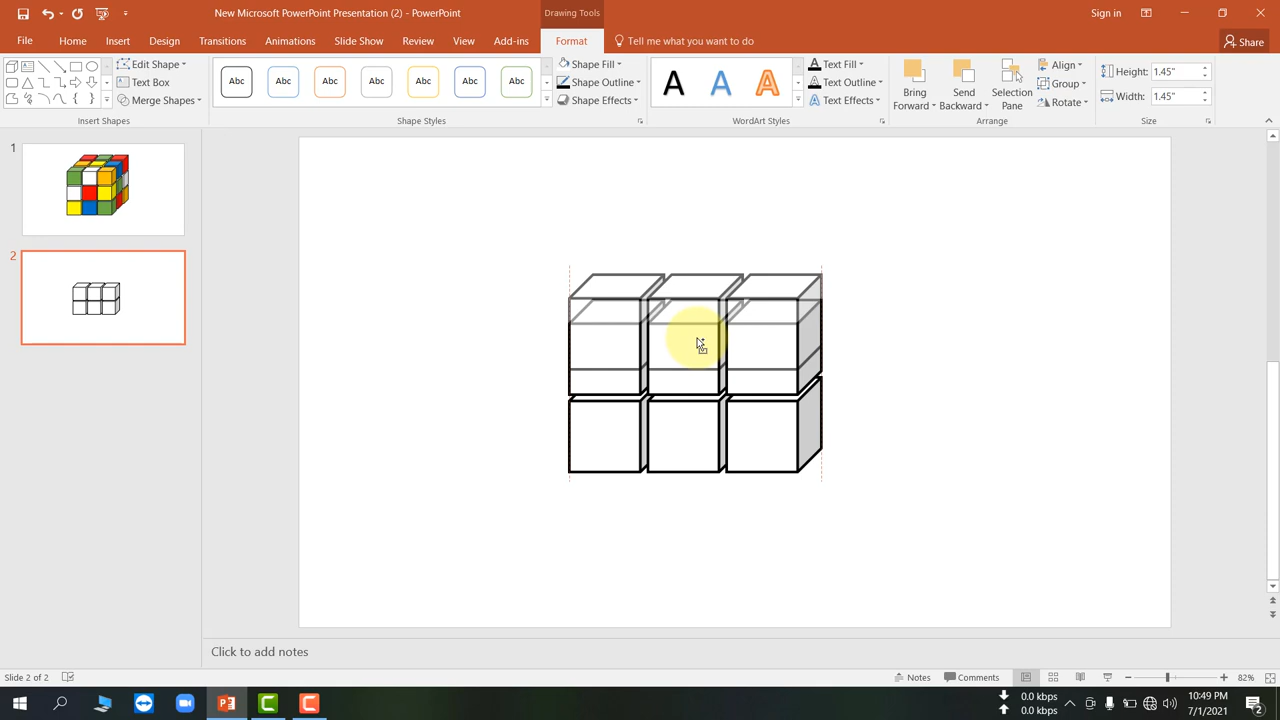 New Microsoft PowerPoint Presentation (2) - PowerPoint
Drawing Tools
Sign in
File Home Insert Design Transitions Animations Slide Show Review View Add-ins Format Tell me what you want to do Share
Edit Shape
Text Box
Merge Shapes
Insert Shapes
Abc Abc Abc Abc Abc Abc Abc
Shape Styles
Shape Fill
Shape Outline
Shape Effects
A A A
WordArt Styles
Text Fill
Text Outline
Text Effects
Bring Forward
Send Backward
Selection Pane
Align
Group
Rotate
Arrange
Height: 1.45"
Width: 1.45"
Size
1
2
Click to add notes
Slide 2 of 2
Notes Comments
82%
0.0 kbps
0.0 kbps
10:49 PM
7/1/2021
2